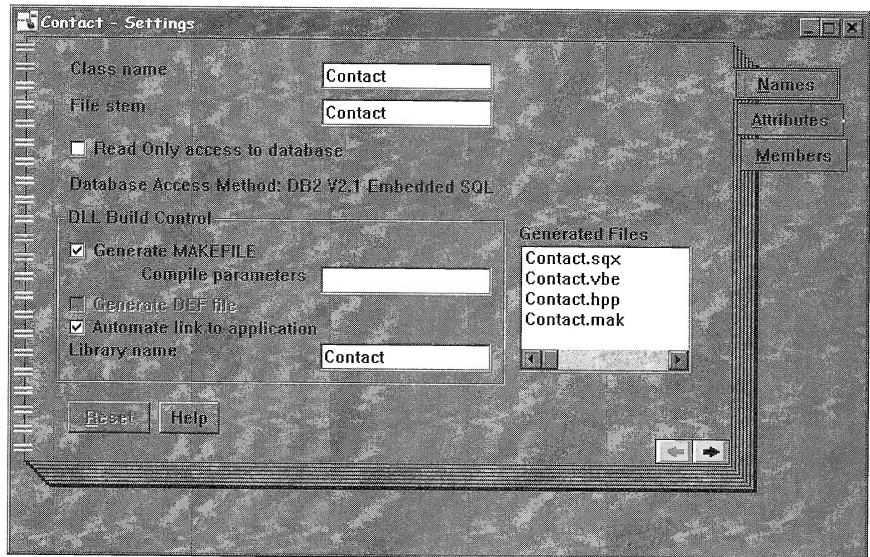 Contact - Settings
Class name
Contact
File stem
Contact
Read Only access to database
Database Access Method: DB2 V2.1 Embedded SQL
DLL Build Control
Generate MAKEFILE
Compile parameters
Generate DEF file
Automate link to application
Library name
Contact
Generated Files
Contact.sqx
Contact.vbe
Contact.hpp
Contact.mak
Reset
Help
Names
Attributes
Members